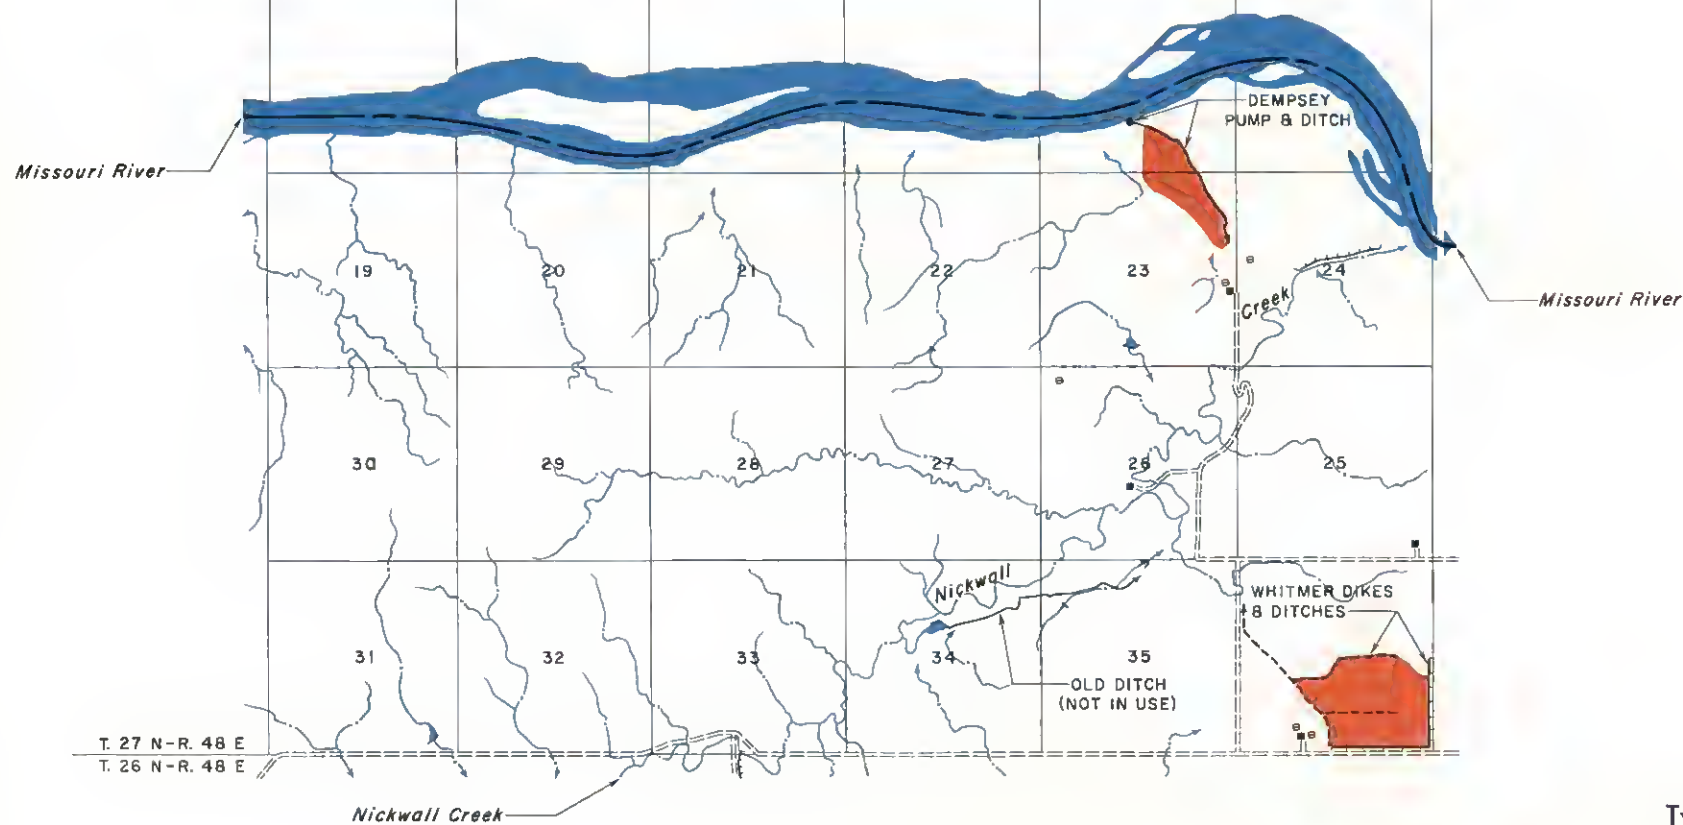 DEMPSEY
PUMP & DITCH
Missouri River
19
20
21
22
23
24
Creek
Missouri River
30
29
28
27
26
25
Nickwall
WHITMER DIKES
& DITCHES
31
32
33
34
35
OLD DITCH
(NOT IN USE)
T. 27 N-R. 48 E
T. 26 N-R. 48 E
Nickwall Creek